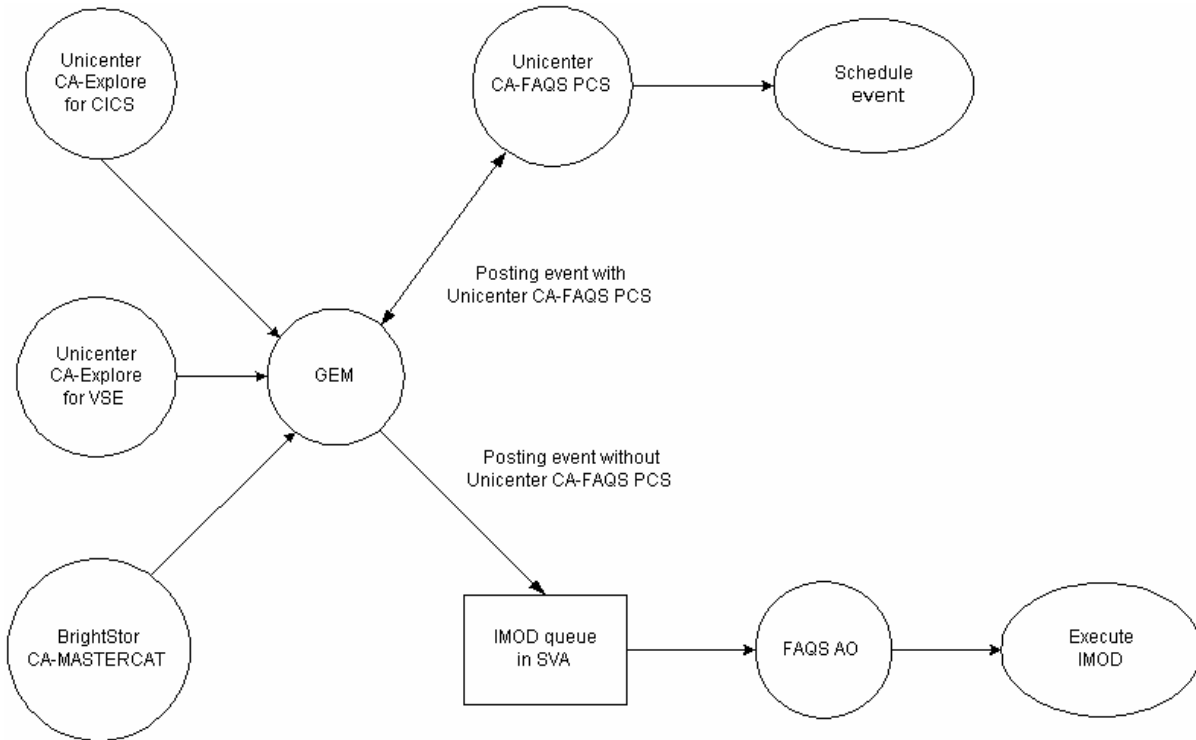 Unicenter
CA-Explore
for CICS
Unicenter
CA-FAQS PCS
Schedule
event
Posting event with
Unicenter CA-FAQS PCS
Unicenter
CA-Explore
for VSE
GEM
Posting event without
Unicenter CA-FAQS PCS
BrightStor
CA-MASTERCAT
IMOD queue
in SVA
FAQS AO
Execute
IMOD